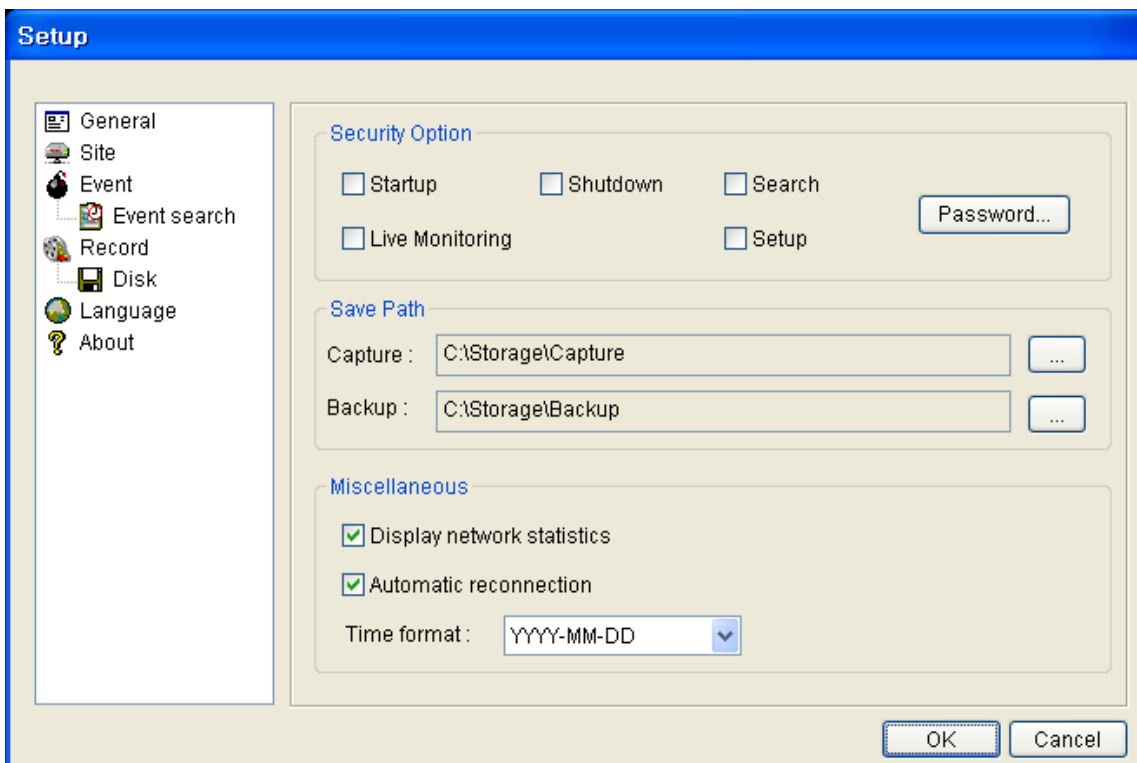 Setup
General
Site
Event
Event search
Record
Disk
Language
About
Security Option
Startup
Shutdown
Search
Live Monitoring
Setup
Password...
Save Path
Capture : C:\Storage\Capture ...
Backup : C:\Storage\Backup ...
Miscellaneous
Display network statistics
Automatic reconnection
Time format : YYYY-MM-DD
OK Cancel